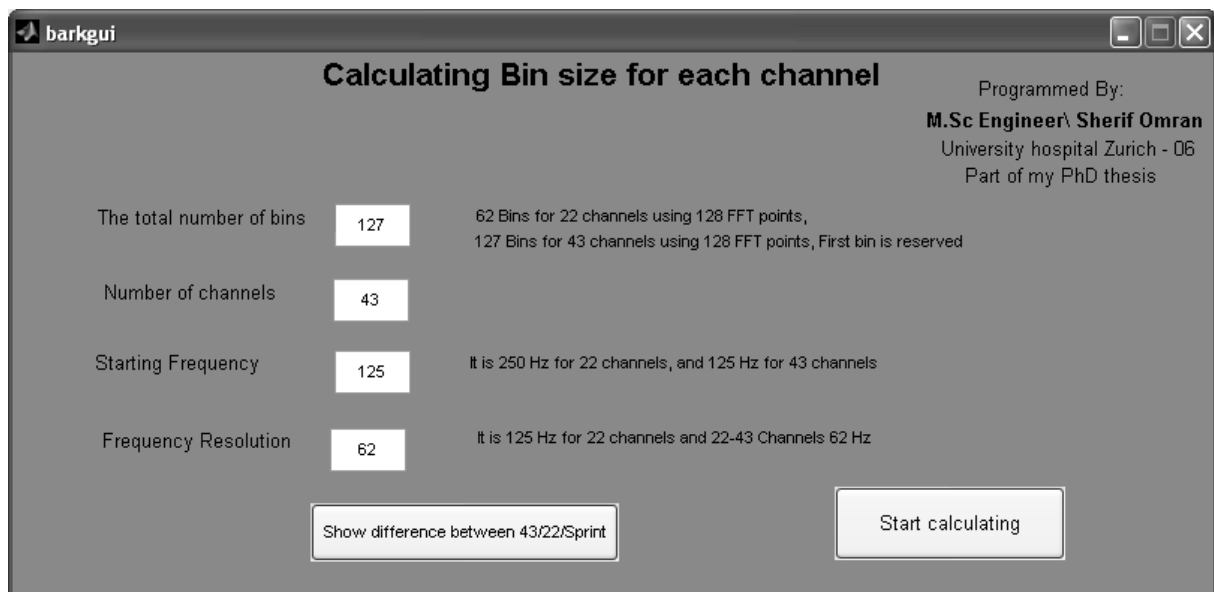 barkgui
Calculating Bin size for each channel
Programmed By:
M.Sc Engineer\ Sherif Omran
University hospital Zurich - 06
Part of my PhD thesis
The total number of bins
127
62 Bins for 22 channels using 128 FFT points,
127 Bins for 43 channels using 128 FFT points, First bin is reserved
Number of channels
43
Starting Frequency
125
It is 250 Hz for 22 channels, and 125 Hz for 43 channels
Frequency Resolution
62
It is 125 Hz for 22 channels and 22-43 Channels 62 Hz
Show difference between 43/22/Sprint
Start calculating